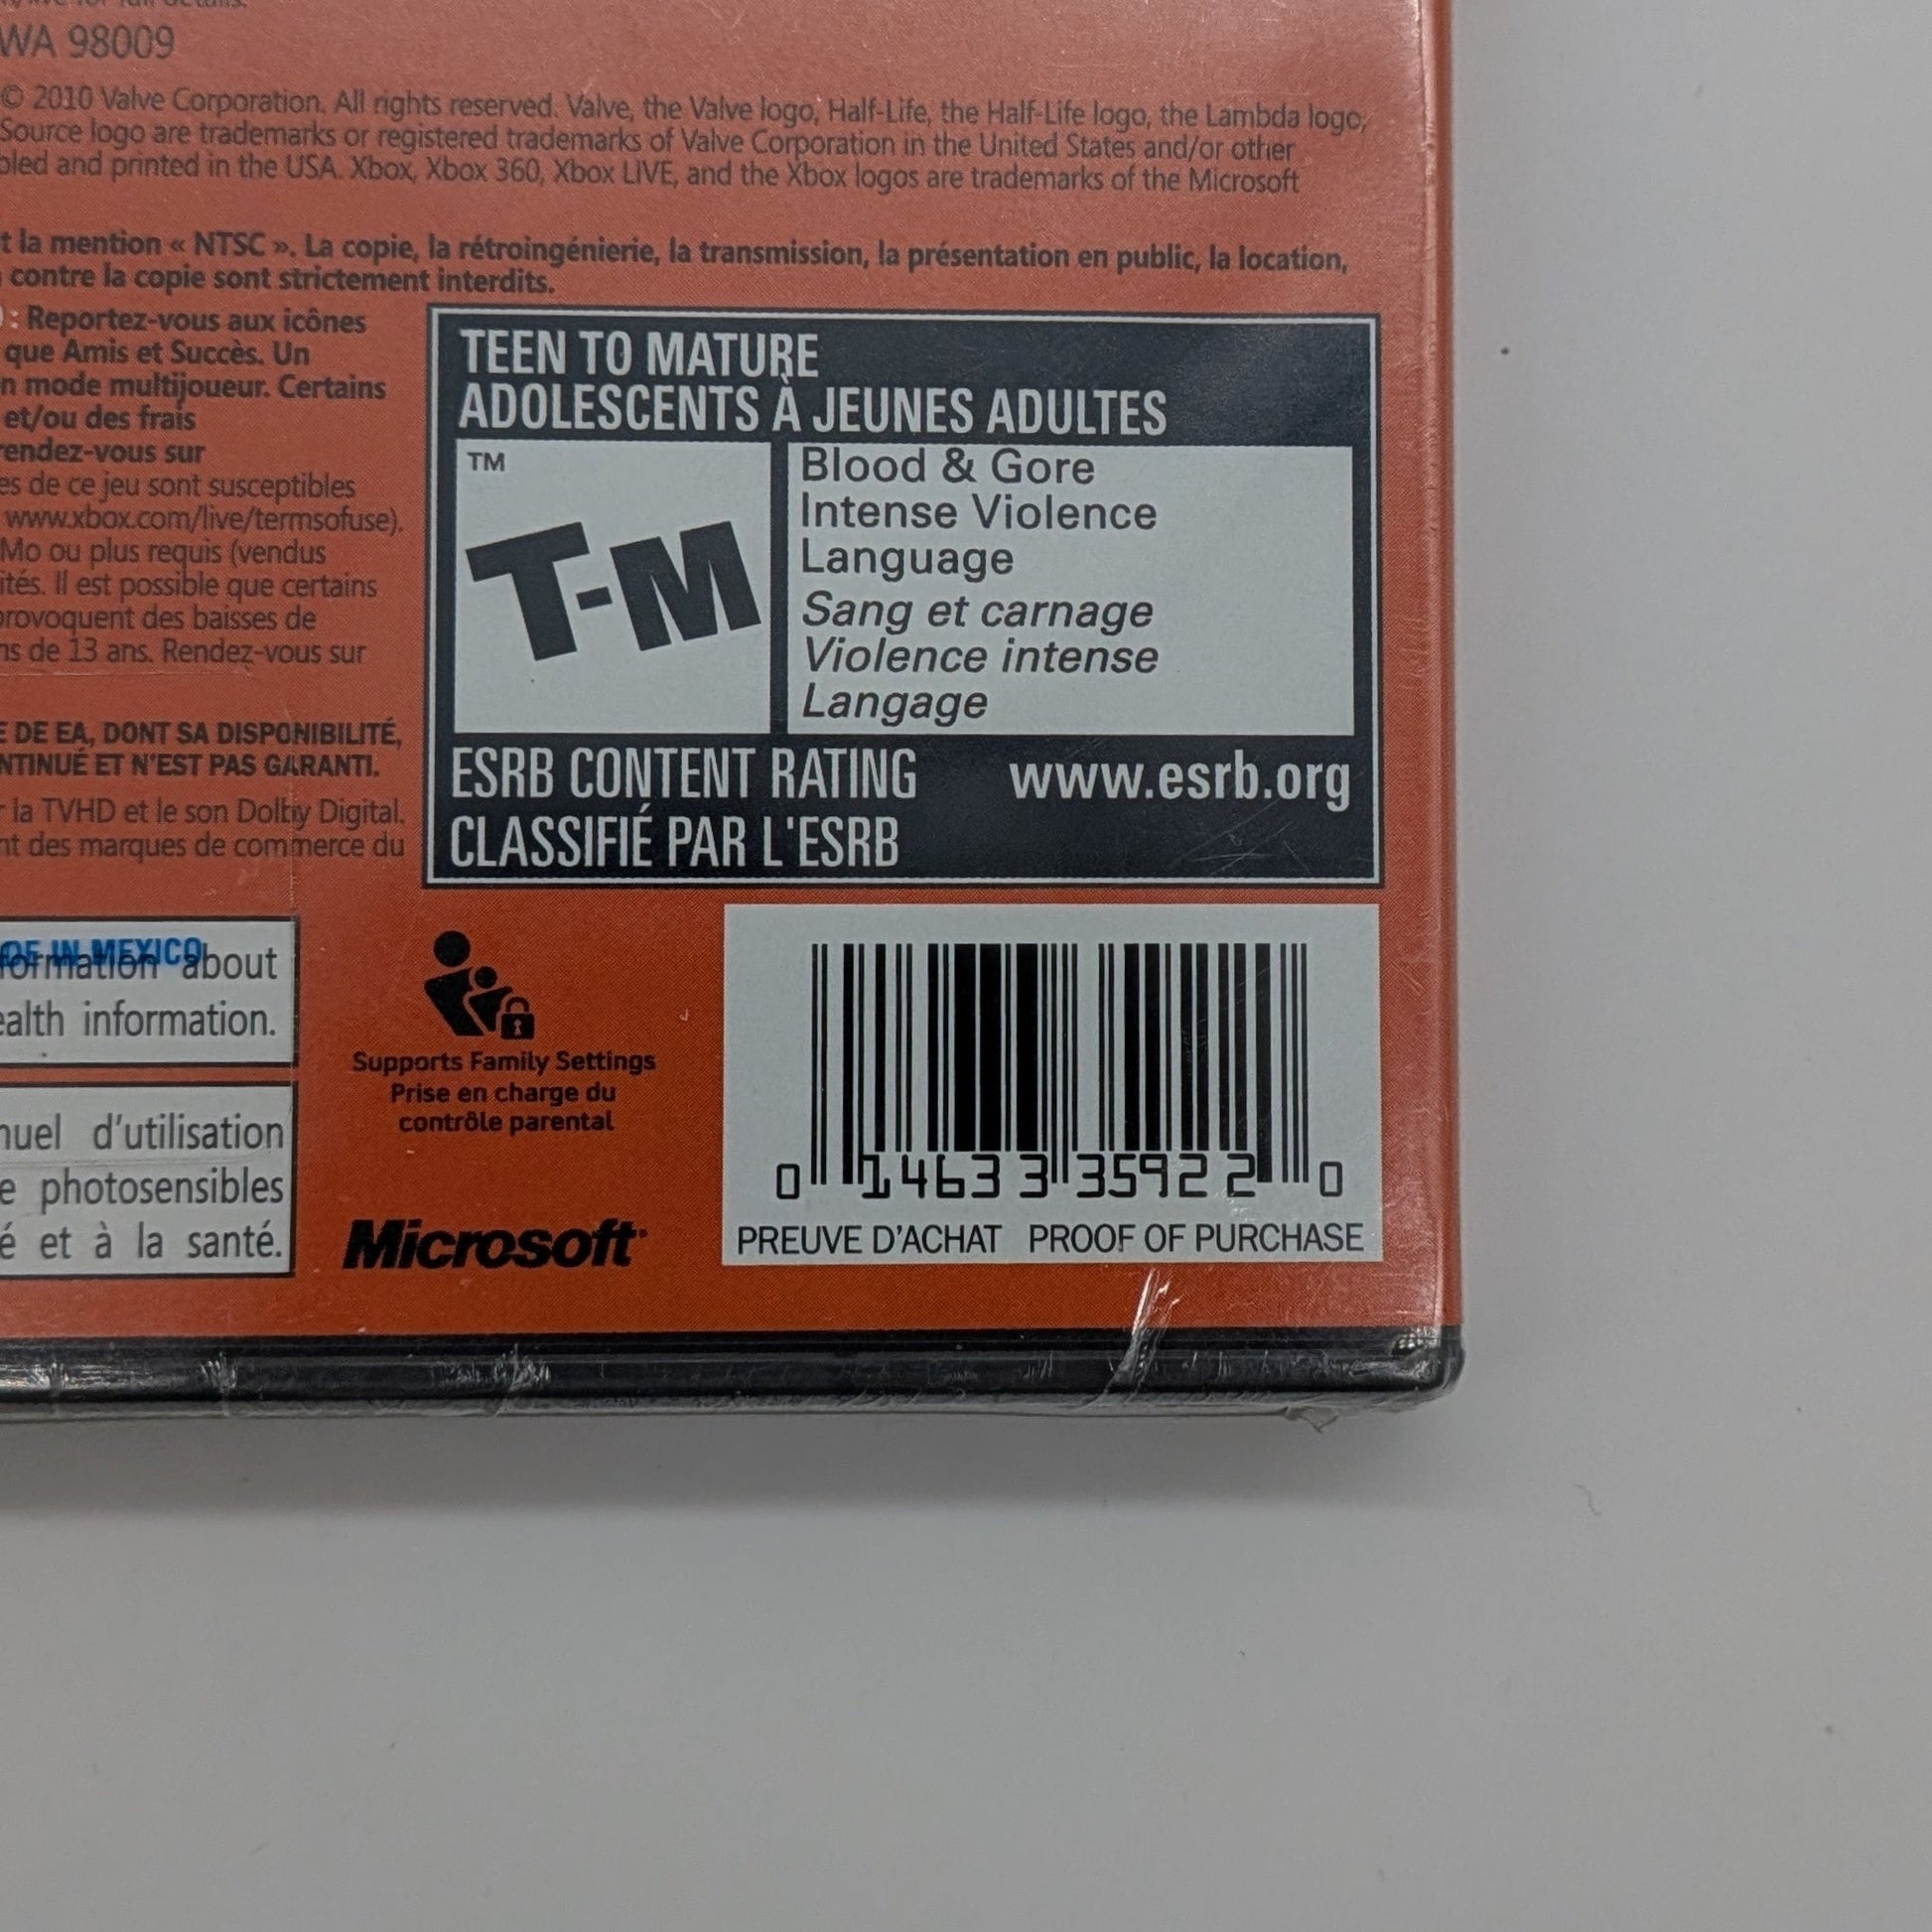 WA 98009
© 2010 Valve Corporation. All rights reserved. Valve, the Valve logo, Half-Life, the Half-Life logo, the Lambda logo,
Source logo are trademarks or registered trademarks of Valve Corporation in the United States and/or other
and printed in the USA. Xbox, Xbox 360, Xbox LIVE, and the Xbox logos are trademarks of the Microsoft
t la mention « NTSC ». La copie, la rétroingénierie, la transmission, la présentation en public, la location,
contre la copie sont strictement interdits.
: Reportez-vous aux icônes
que Amis et Succès. Un
n mode multijoueur. Certains
et/ou des frais
rendez-vous sur
es de ce jeu sont susceptibles
www.xbox.com/live/termsofuse).
Mo ou plus requis (vendus
ités. Il est possible que certains
provoquent des baisses de
ns de 13 ans. Rendez-vous sur
E DE EA, DONT SA DISPONIBILITÉ,
NTINUÉ ET N'EST PAS GARANTI.
r la TVHD et le son Dolby Digital.
nt des marques de commerce du
TEEN TO MATURE
ADOLESCENTS À JEUNES ADULTES
TM
T-M
Blood & Gore
Intense Violence
Language
Sang et carnage
Violence intense
Langage
ESRB CONTENT RATING www.esrb.org
CLASSIFIÉ PAR L'ESRB
DE IN MEXICO
formation about
ealth information.
nuel d'utilisation
e photosensibles
é et à la santé.
Supports Family Settings
Prise en charge du
contrôle parental
Microsoft
0 14633 35922 0
PREUVE D'ACHAT PROOF OF PURCHASE